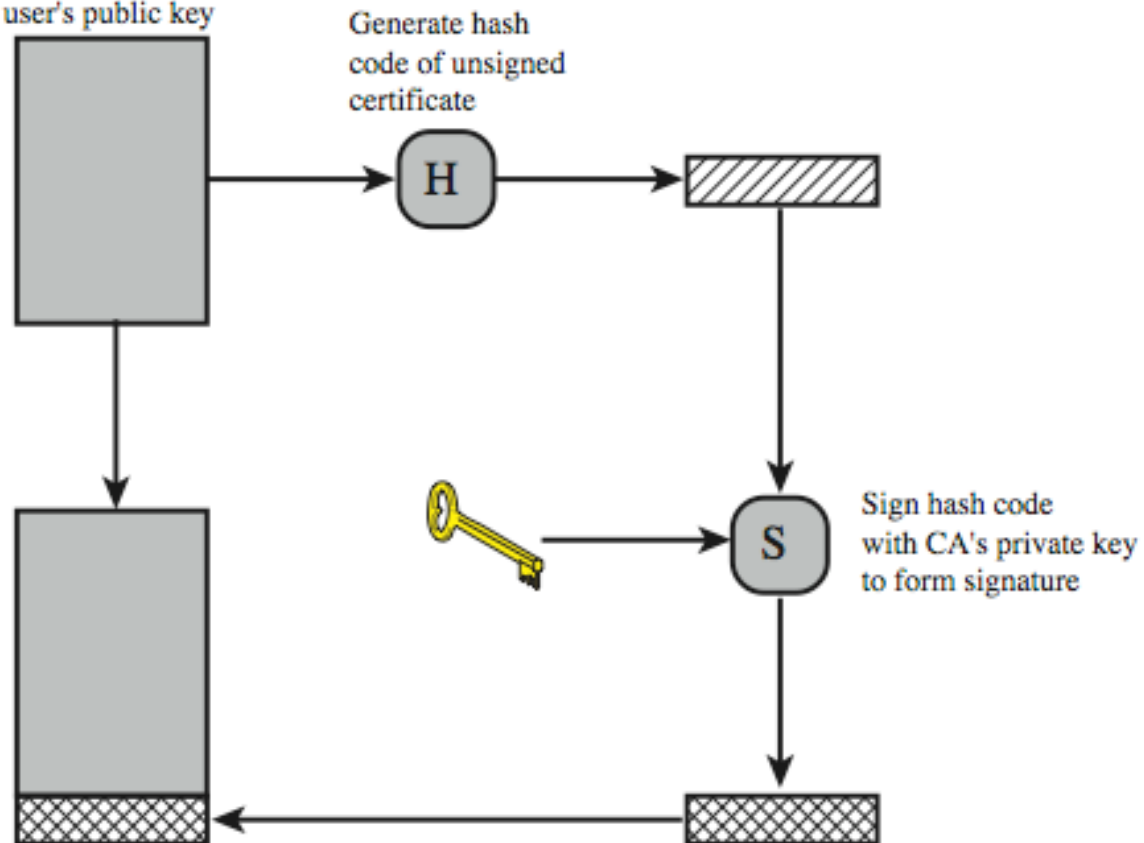 user's public key
Generate hash
code of unsigned
certificate
H
S
Sign hash code
with CA's private key
to form signature